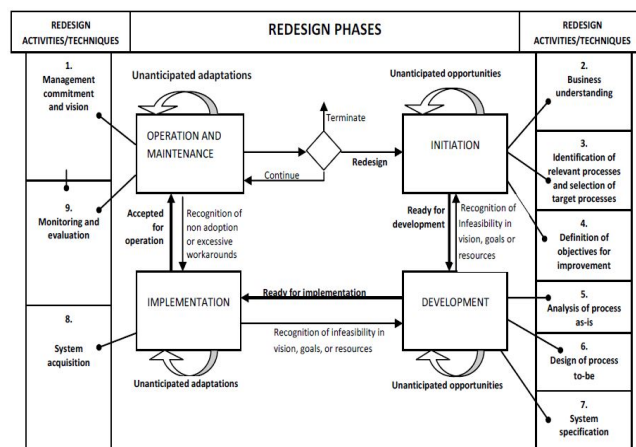 REDESIGN
ACTIVITIES/TECHNIQUES
REDESIGN PHASES
REDESIGN
ACTIVITIES/TECHNIQUES
1.
Management
commitment
and vision
9.
Monitoring and
evaluation
8.
System
acquisition
Unanticipated adaptations
OPERATION AND
MAINTENANCE
Terminate
Continue
Redesign
Unanticipated opportunities
INITIATION
Accepted
for
operation
Recognition of
non adoption
or excessive
workarounds
Ready for
development
Recognition of
Infeasibility in
vision, goals or
resources
IMPLEMENTATION
Ready for implementation
Recognition of infeasibility in
vision, goals, or resources
DEVELOPMENT
Unanticipated adaptations
Unanticipated opportunities
2.
Business
understanding
3.
Identification of
relevant processes
and selection of
target processes
4.
Definition of
objectives for
improvement
5.
Analysis of process
as-is
6.
Design of process
to-be
7.
System
specification